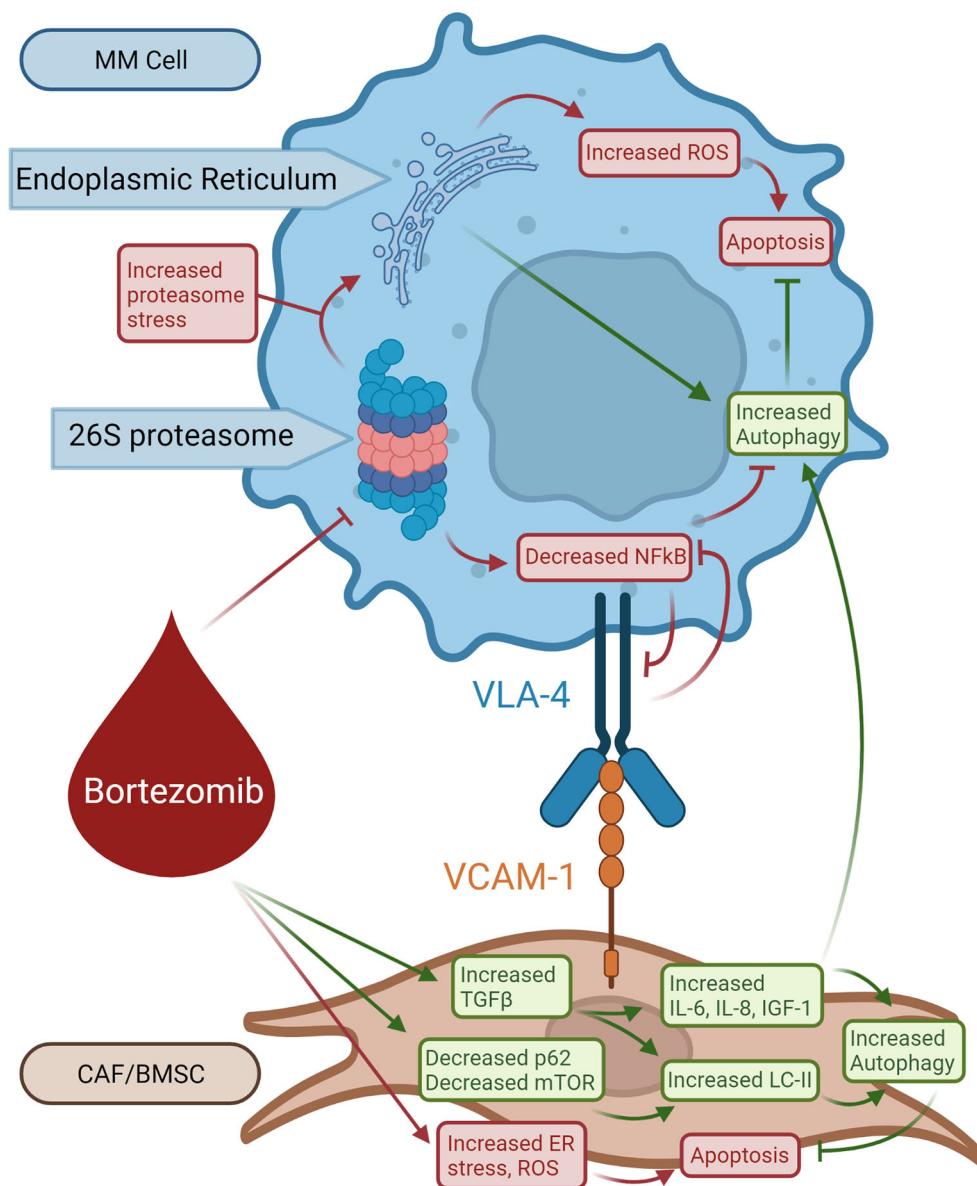 MM Cell
Endoplasmic Reticulum
Increased ROS
Apoptosis
Increased
proteasome
stress
26S proteasome
Increased
Autophagy
Decreased NFkB
VLA-4
Bortezomib
VCAM-1
Increased
TGFβ
Increased
IL-6, IL-8, IGF-1
Increased
Autophagy
Decreased p62
Decreased mTOR
Increased LC-II
CAF/BMSC
Increased ER
stress, ROS
Apoptosis